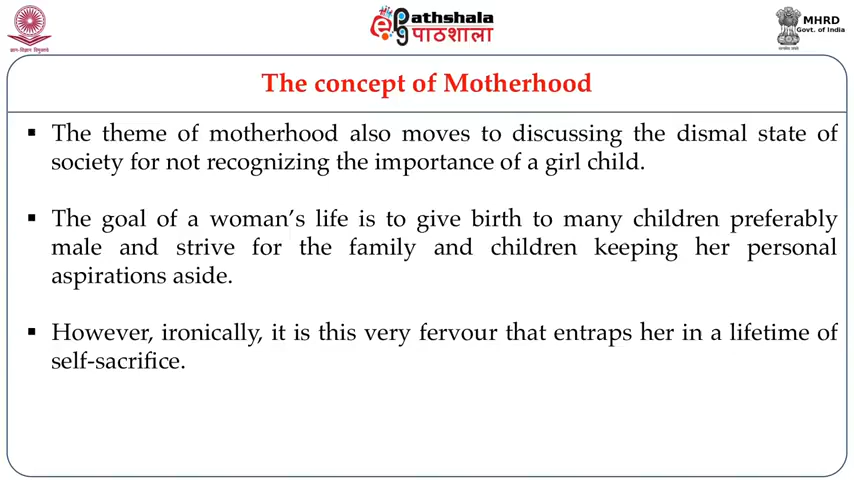 ePathshala
पाठशाला
MHRD
Govt. of India
The concept of Motherhood
▪ The theme of motherhood also moves to discussing the dismal state of
society for not recognizing the importance of a girl child.
▪ The goal of a woman’s life is to give birth to many children preferably
male and strive for the family and children keeping her personal
aspirations aside.
▪ However, ironically, it is this very fervour that entraps her in a lifetime of
self-sacrifice.